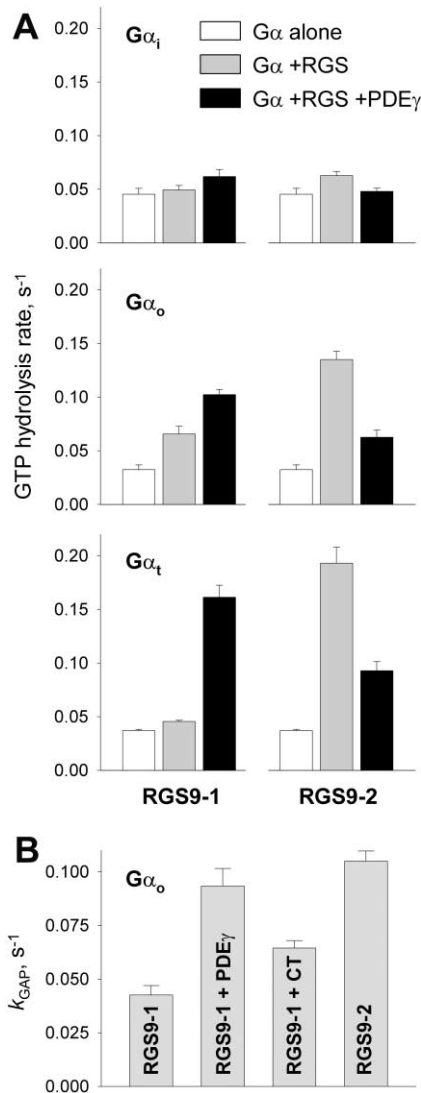 A
Gαi
Gα alone
Gα +RGS
Gα +RGS +PDEγ
0.20
0.15
0.10
0.05
0.00
GTP hydrolysis rate, s-1
Gαo
0.20
0.15
0.10
0.05
0.00
Gαt
0.20
0.15
0.10
0.05
0.00
RGS9-1
RGS9-2
B
Gαo
0.100
0.075
0.050
0.025
0.000
kGAP, s-1
RGS9-1
RGS9-1 + PDEγ
RGS9-1 + CT
RGS9-2